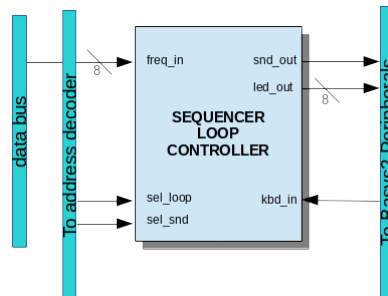 data bus
To address decoder
8
freq_in
snd_out
led_out
8
SEQUENCER
LOOP
CONTROLLER
sel_loop
kbd_in
sel_snd
To Basys2 Peripherals